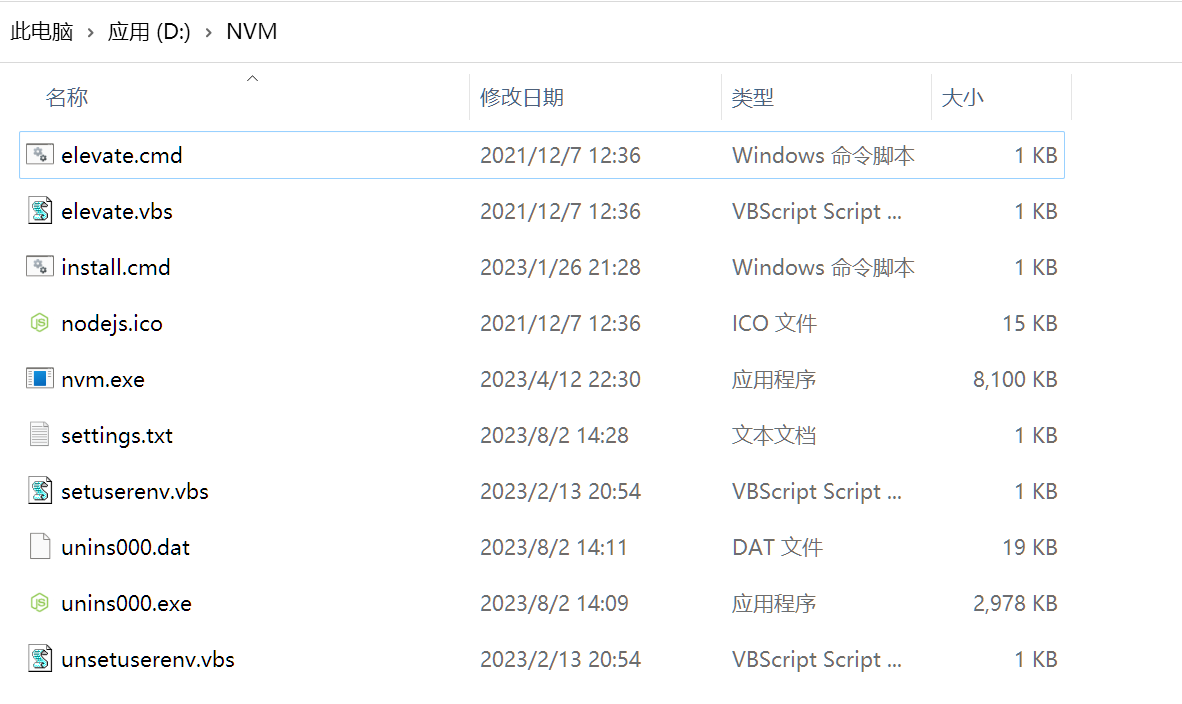 此电脑 › 应用 (D:) › NVM
名称 修改日期 类型 大小
elevate.cmd 2021/12/7 12:36 Windows 命令脚本 1 KB
elevate.vbs 2021/12/7 12:36 VBScript Script ... 1 KB
install.cmd 2023/1/26 21:28 Windows 命令脚本 1 KB
nodejs.ico 2021/12/7 12:36 ICO 文件 15 KB
nvm.exe 2023/4/12 22:30 应用程序 8,100 KB
settings.txt 2023/8/2 14:28 文本文档 1 KB
setuserenv.vbs 2023/2/13 20:54 VBScript Script ... 1 KB
unins000.dat 2023/8/2 14:11 DAT 文件 19 KB
unins000.exe 2023/8/2 14:09 应用程序 2,978 KB
unsetuserenv.vbs 2023/2/13 20:54 VBScript Script ... 1 KB